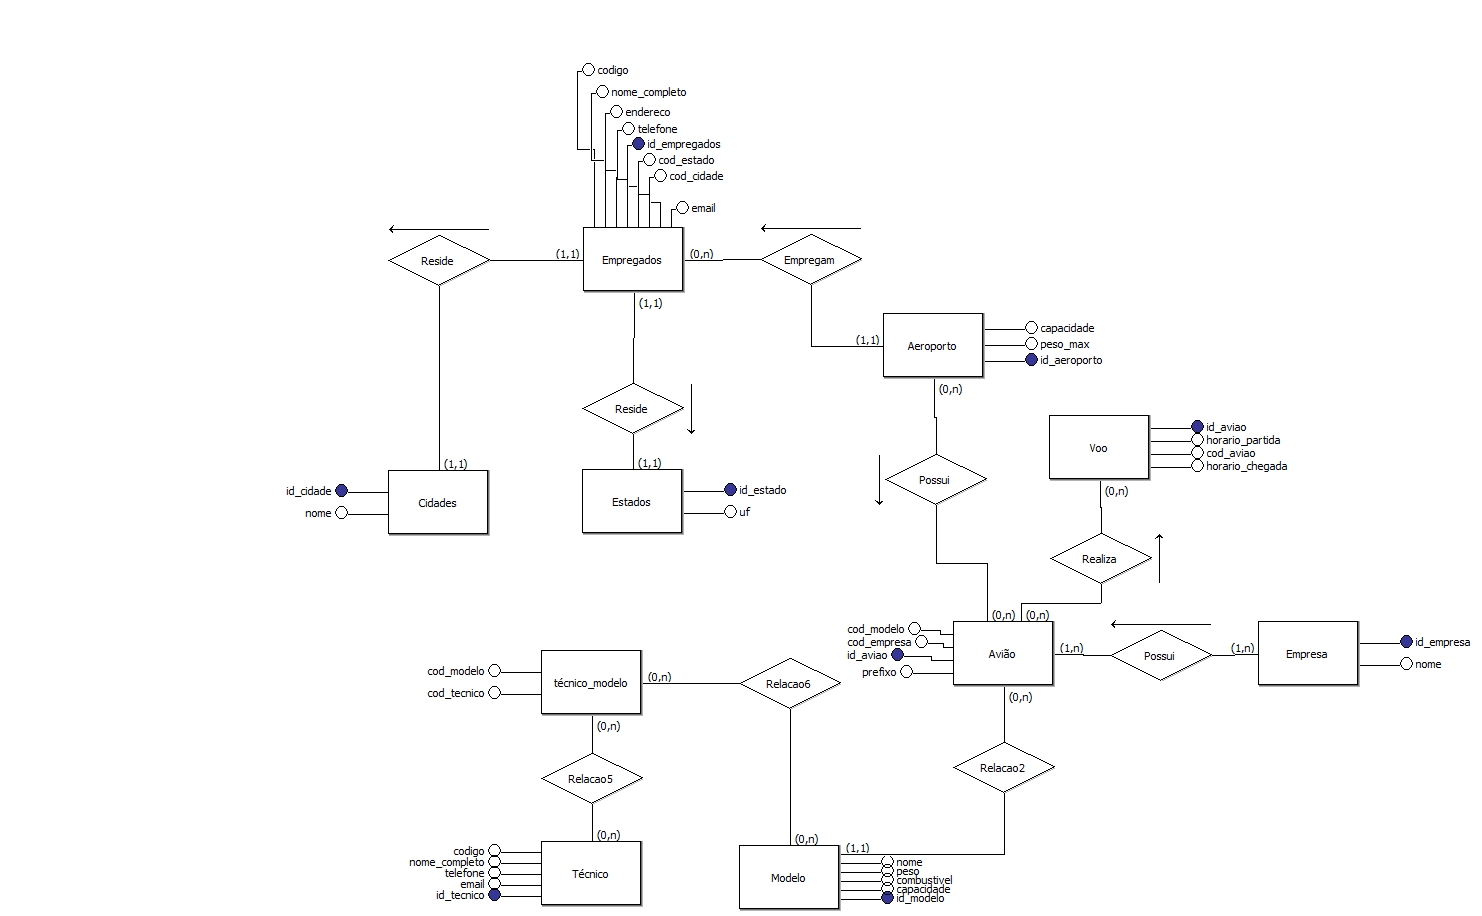 codigo
nome_completo
endereco
telefone
id_empregados
cod_estado
cod_cidade
email
Reside
(1,1)
Empregados
(0,n)
Empregam
(1,1)
(1,1)
Aeroporto
capacidade
peso_max
id_aeroporto
(0,n)
Reside
(1,1)
(1,1)
Cidades
id_cidade
nome
Estados
id_estado
uf
Possui
Voo
id_aviao
horario_partida
cod_aviao
horario_chegada
(0,n)
Realiza
(0,n)
(0,n)
cod_modelo
cod_empresa
id_aviao
prefixo
Avião
(1,n)
Possui
(1,n)
Empresa
id_empresa
nome
(0,n)
cod_modelo
cod_tecnico
técnico_modelo
(0,n)
Relacao6
(0,n)
Relacao5
Relacao2
(0,n)
codigo
nome_completo
telefone
email
id_tecnico
Técnico
(0,n)
(1,1)
Modelo
nome
peso
combustivel
capacidade
id_modelo